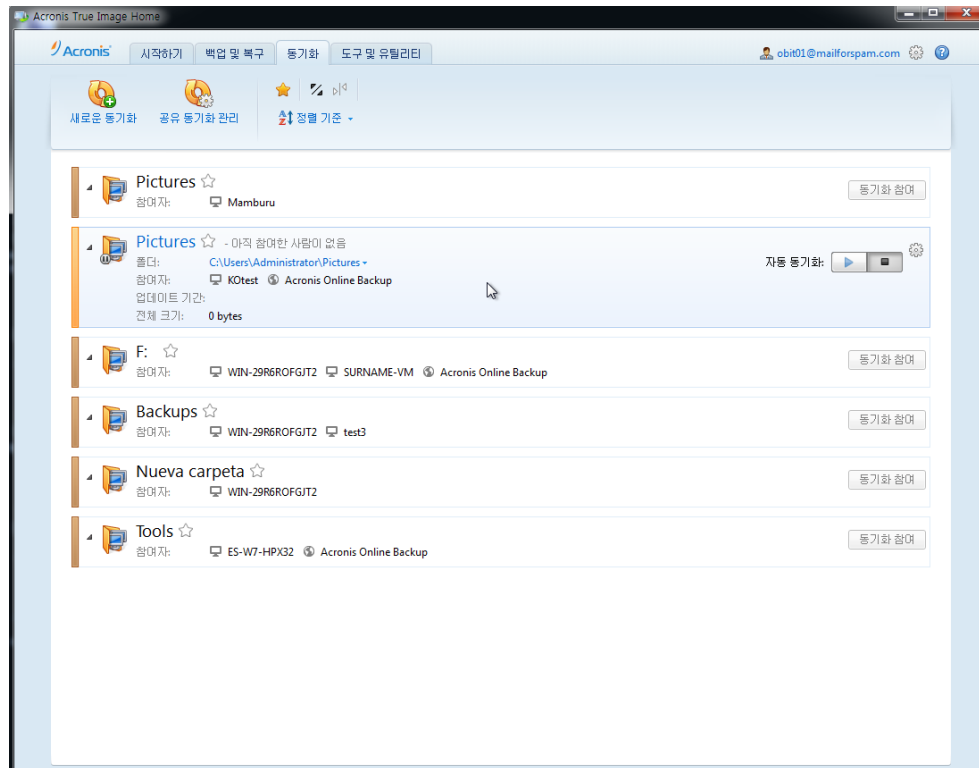 Acronis True Image Home
Acronis 시작하기 백업 및 복구 동기화 도구 및 유틸리티 obit01@mailforspam.com
새로운 동기화 공유 동기화 관리 정렬 기준
Pictures
참여자: Mamburu 동기화 참여
Pictures - 아직 참여한 사람이 없음
폴더: C:\Users\Administrator\Pictures 자동 동기화:
참여자: KOtest Acronis Online Backup
업데이트 기간:
전체 크기: 0 bytes
F:
참여자: WIN-29R6ROFGJT2 SURNAME-VM Acronis Online Backup 동기화 참여
Backups
참여자: WIN-29R6ROFGJT2 test3 동기화 참여
Nueva carpeta
참여자: WIN-29R6ROFGJT2 동기화 참여
Tools
참여자: ES-W7-HPX32 Acronis Online Backup 동기화 참여